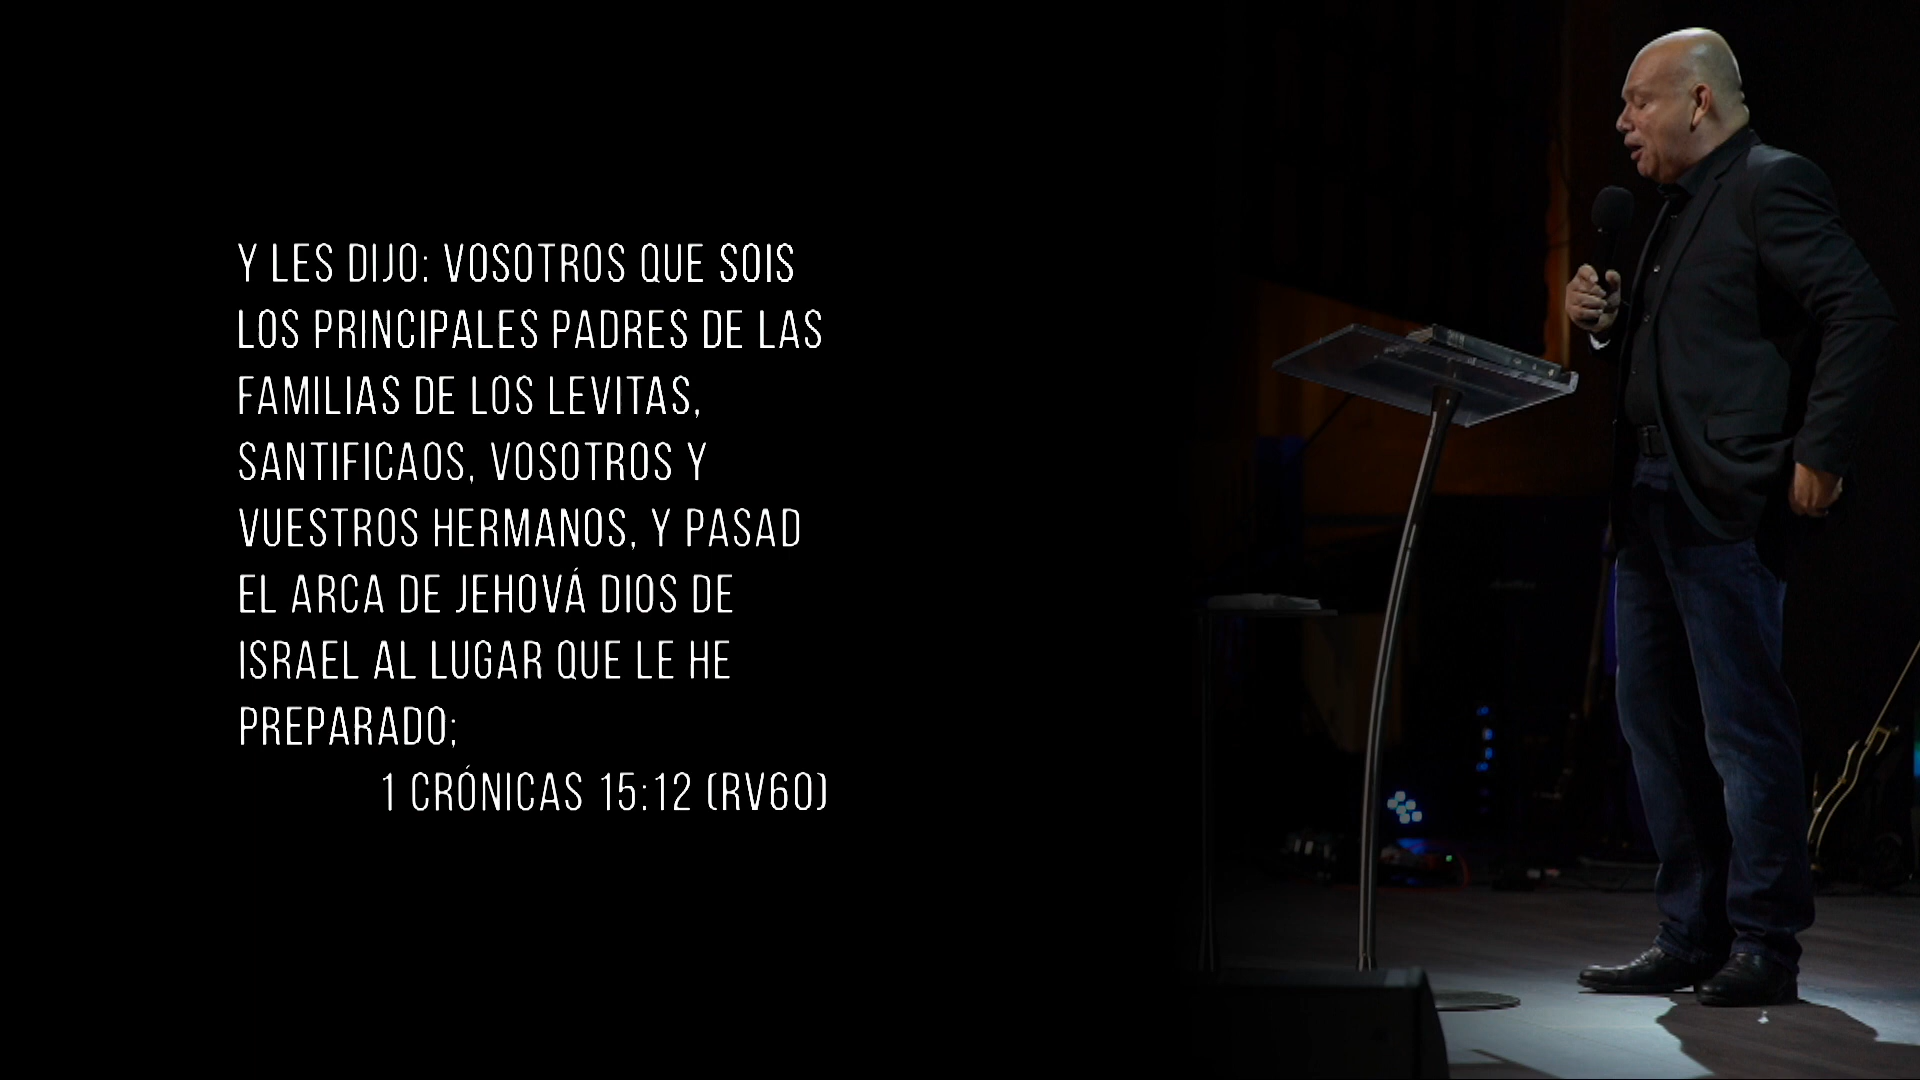 Y LES DIJO: VOSOTROS QUE SOIS
LOS PRINCIPALES PADRES DE LAS
FAMILIAS DE LOS LEVITAS,
SANTIFICAOS, VOSOTROS Y
VUESTROS HERMANOS, Y PASAD
EL ARCA DE JEHOVÁ DIOS DE
ISRAEL AL LUGAR QUE LE HE
PREPARADO;
1 CRÓNICAS 15:12 (RV60)